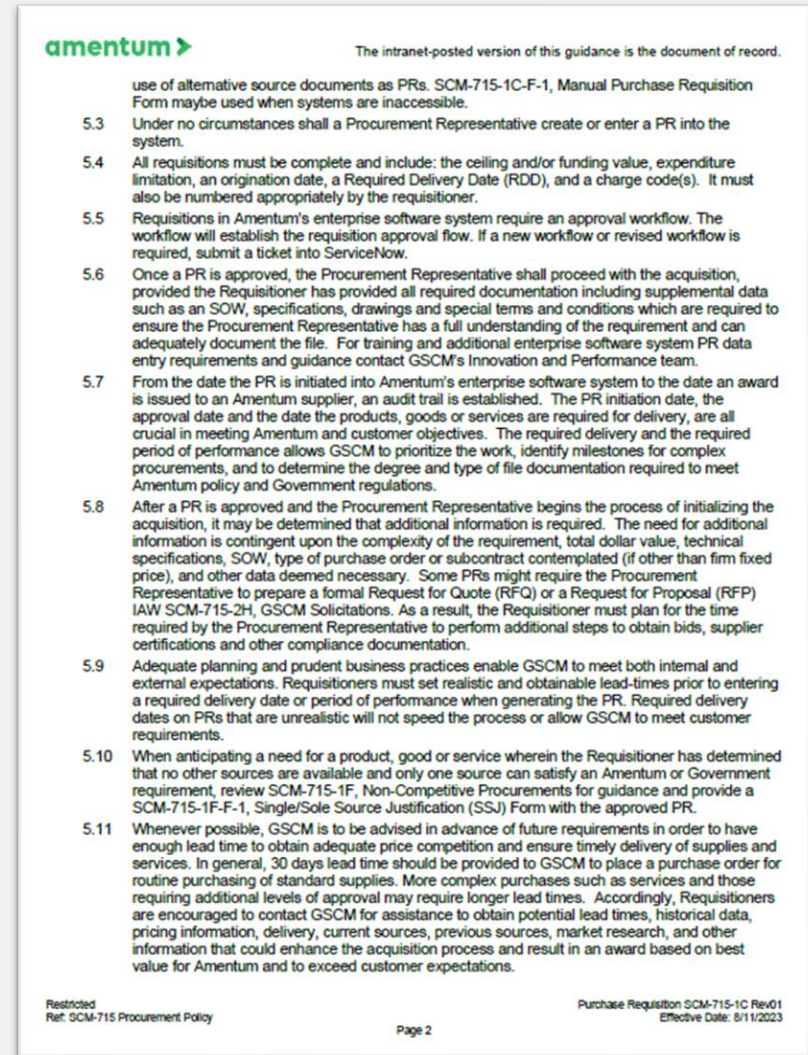 amentum
The intranet-posted version of this guidance is the document of record.
use of alternative source documents as PRs. SCM-715-1C-F-1, Manual Purchase Requisition
Form maybe used when systems are inaccessible.
5.3 Under no circumstances shall a Procurement Representative create or enter a PR into the
system.
5.4 All requisitions must be complete and include: the ceiling and/or funding value, expenditure
limitation, an origination date, a Required Delivery Date (RDD), and a charge code(s). It must
also be numbered appropriately by the requisitioner.
5.5 Requisitions in Amentum's enterprise software system require an approval workflow. The
workflow will establish the requisition approval flow. If a new workflow or revised workflow is
required, submit a ticket into ServiceNow.
5.6 Once a PR is approved, the Procurement Representative shall proceed with the acquisition,
provided the Requisitioner has provided all required documentation including supplemental data
such as an SOW, specifications, drawings and special terms and conditions which are required to
ensure the Procurement Representative has a full understanding of the requirement and can
adequately document the file. For training and additional enterprise software system PR data
entry requirements and guidance contact GSCM's Innovation and Performance team.
5.7 From the date the PR is initiated into Amentum's enterprise software system to the date an award
is issued to an Amentum supplier, an audit trail is established. The PR initiation date, the
approval date and the date the products, goods or services are required for delivery, are all
crucial in meeting Amentum and customer objectives. The required delivery and the required
period of performance allows GSCM to prioritize the work, identify milestones for complex
procurements, and to determine the degree and type of file documentation required to meet
Amentum policy and Government regulations.
5.8 After a PR is approved and the Procurement Representative begins the process of initializing the
acquisition, it may be determined that additional information is required. The need for additional
information is contingent upon the complexity of the requirement, total dollar value, technical
specifications, SOW, type of purchase order or subcontract contemplated (if other than firm fixed
price), and other data deemed necessary. Some PRs might require the Procurement
Representative to prepare a formal Request for Quote (RFQ) or a Request for Proposal (RFP)
IAW SCM-715-2H, GSCM Solicitations. As a result, the Requisitioner must plan for the time
required by the Procurement Representative to perform additional steps to obtain bids, supplier
certifications and other compliance documentation.
5.9 Adequate planning and prudent business practices enable GSCM to meet both internal and
external expectations. Requisitioners must set realistic and obtainable lead-times prior to entering
a required delivery date or period of performance when generating the PR. Required delivery
dates on PRs that are unrealistic will not speed the process or allow GSCM to meet customer
requirements.
5.10 When anticipating a need for a product, good or service wherein the Requisitioner has determined
that no other sources are available and only one source can satisfy an Amentum or Government
requirement, review SCM-715-1F, Non-Competitive Procurements for guidance and provide a
SCM-715-1F-F-1, Single/Sole Source Justification (SSJ) Form with the approved PR.
5.11 Whenever possible, GSCM is to be advised in advance of future requirements in order to have
enough lead time to obtain adequate price competition and ensure timely delivery of supplies and
services. In general, 30 days lead time should be provided to GSCM to place a purchase order for
routine purchasing of standard supplies. More complex purchases such as services and those
requiring additional levels of approval may require longer lead times. Accordingly, Requisitioners
are encouraged to contact GSCM for assistance to obtain potential lead times, historical data,
pricing information, delivery, current sources, previous sources, market research, and other
information that could enhance the acquisition process and result in an award based on best
value for Amentum and to exceed customer expectations.
Restricted
Ref: SCM-715 Procurement Policy
Purchase Requisition SCM-715-1C Rev01
Effective Date: 8/11/2023
Page 2